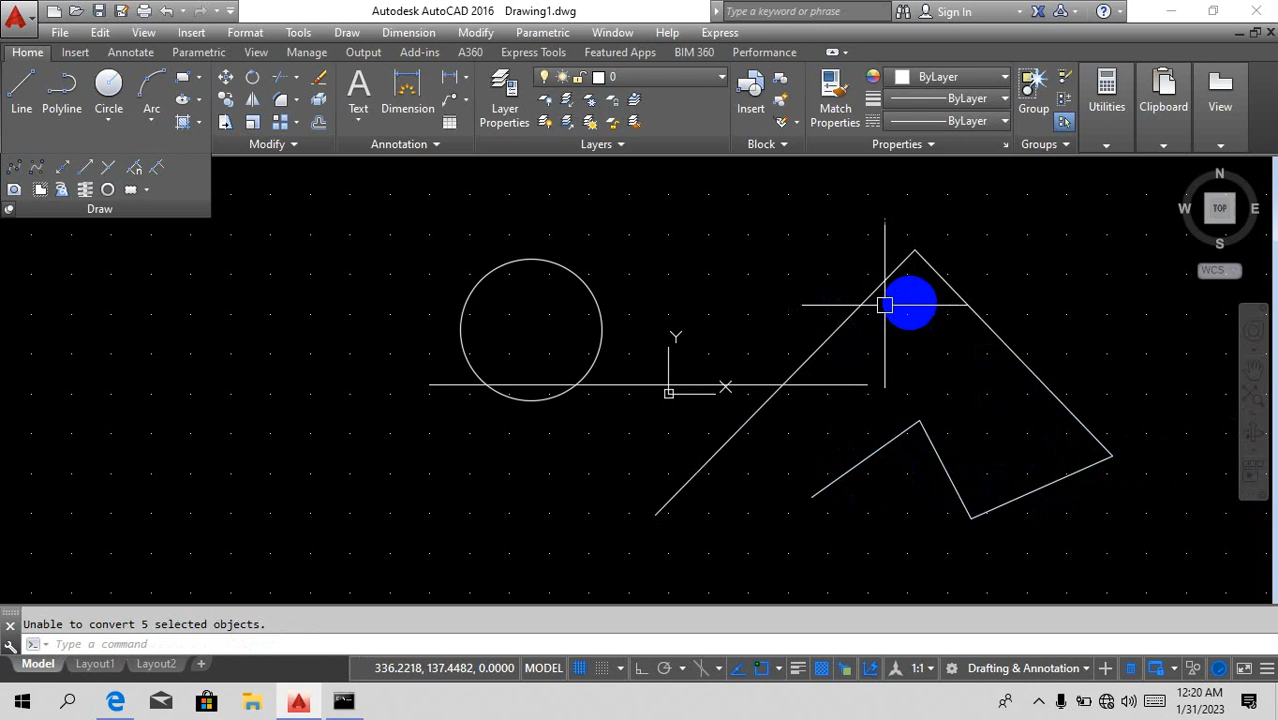 Autodesk AutoCAD 2016 Drawing1.dwg
Type a keyword or phrase
Sign In
File Edit View Insert Format Tools Draw Dimension Modify Parametric Window Help Express
Home Insert Annotate Parametric View Manage Output Add-ins A360 Express Tools Featured Apps BIM 360 Performance
Line Polyline Circle Arc
Text Dimension
Layer
Properties
0
Insert
Match
Properties
ByLayer
ByLayer
ByLayer
Group
Utilities
Clipboard
View
Modify
Annotation
Layers
Block
Properties
Groups
Draw
N
W TOP E
S
WCS
Y
X
Unable to convert 5 selected objects.
Type a command
Model Layout1 Layout2 +
336.2218, 137.4482, 0.0000 MODEL
1:1
Drafting & Annotation
12:20 AM
1/31/2023